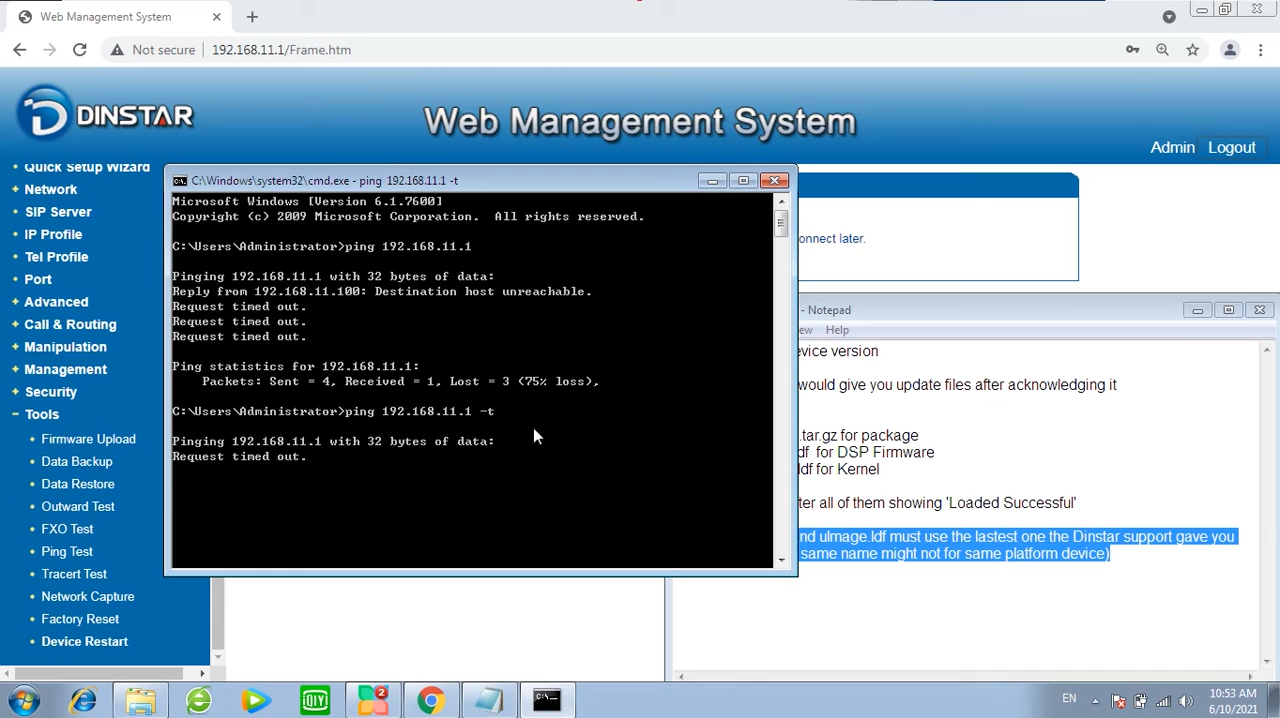 Web Management System
Not secure
192.168.11.1/Frame.htm
DINSTAR
Web Management System
Admin
Logout
Quick Setup Wizard
+ Network
+ SIP Server
+ IP Profile
+ Tel Profile
+ Port
+ Advanced
+ Call & Routing
+ Manipulation
+ Management
+ Security
− Tools
• Firmware Upload
• Data Backup
• Data Restore
• Outward Test
• FXO Test
• Ping Test
• Tracert Test
• Network Capture
• Factory Reset
• Device Restart
C:\Windows\system32\cmd.exe - ping 192.168.11.1 -t
Microsoft Windows [Version 6.1.7600]
Copyright (c) 2009 Microsoft Corporation. All rights reserved.
C:\Users\Administrator>ping 192.168.11.1
Pinging 192.168.11.1 with 32 bytes of data:
Reply from 192.168.11.100: Destination host unreachable.
Request timed out.
Request timed out.
Request timed out.
Ping statistics for 192.168.11.1:
Packets: Sent = 4, Received = 1, Lost = 3 (75% loss),
C:\Users\Administrator>ping 192.168.11.1 -t
Pinging 192.168.11.1 with 32 bytes of data:
Request timed out.
onnect later.
- Notepad
ew Help
evice version
would give you update files after acknowledging it
.tar.gz for package
df for DSP Firmware
ldf for Kernel
ter all of them showing 'Loaded Successful'
nd uImage.ldf must use the lastest one the Dinstar support gave you
same name might not for same platform device)
iQIYI
2
EN
10:53 AM
6/10/2021